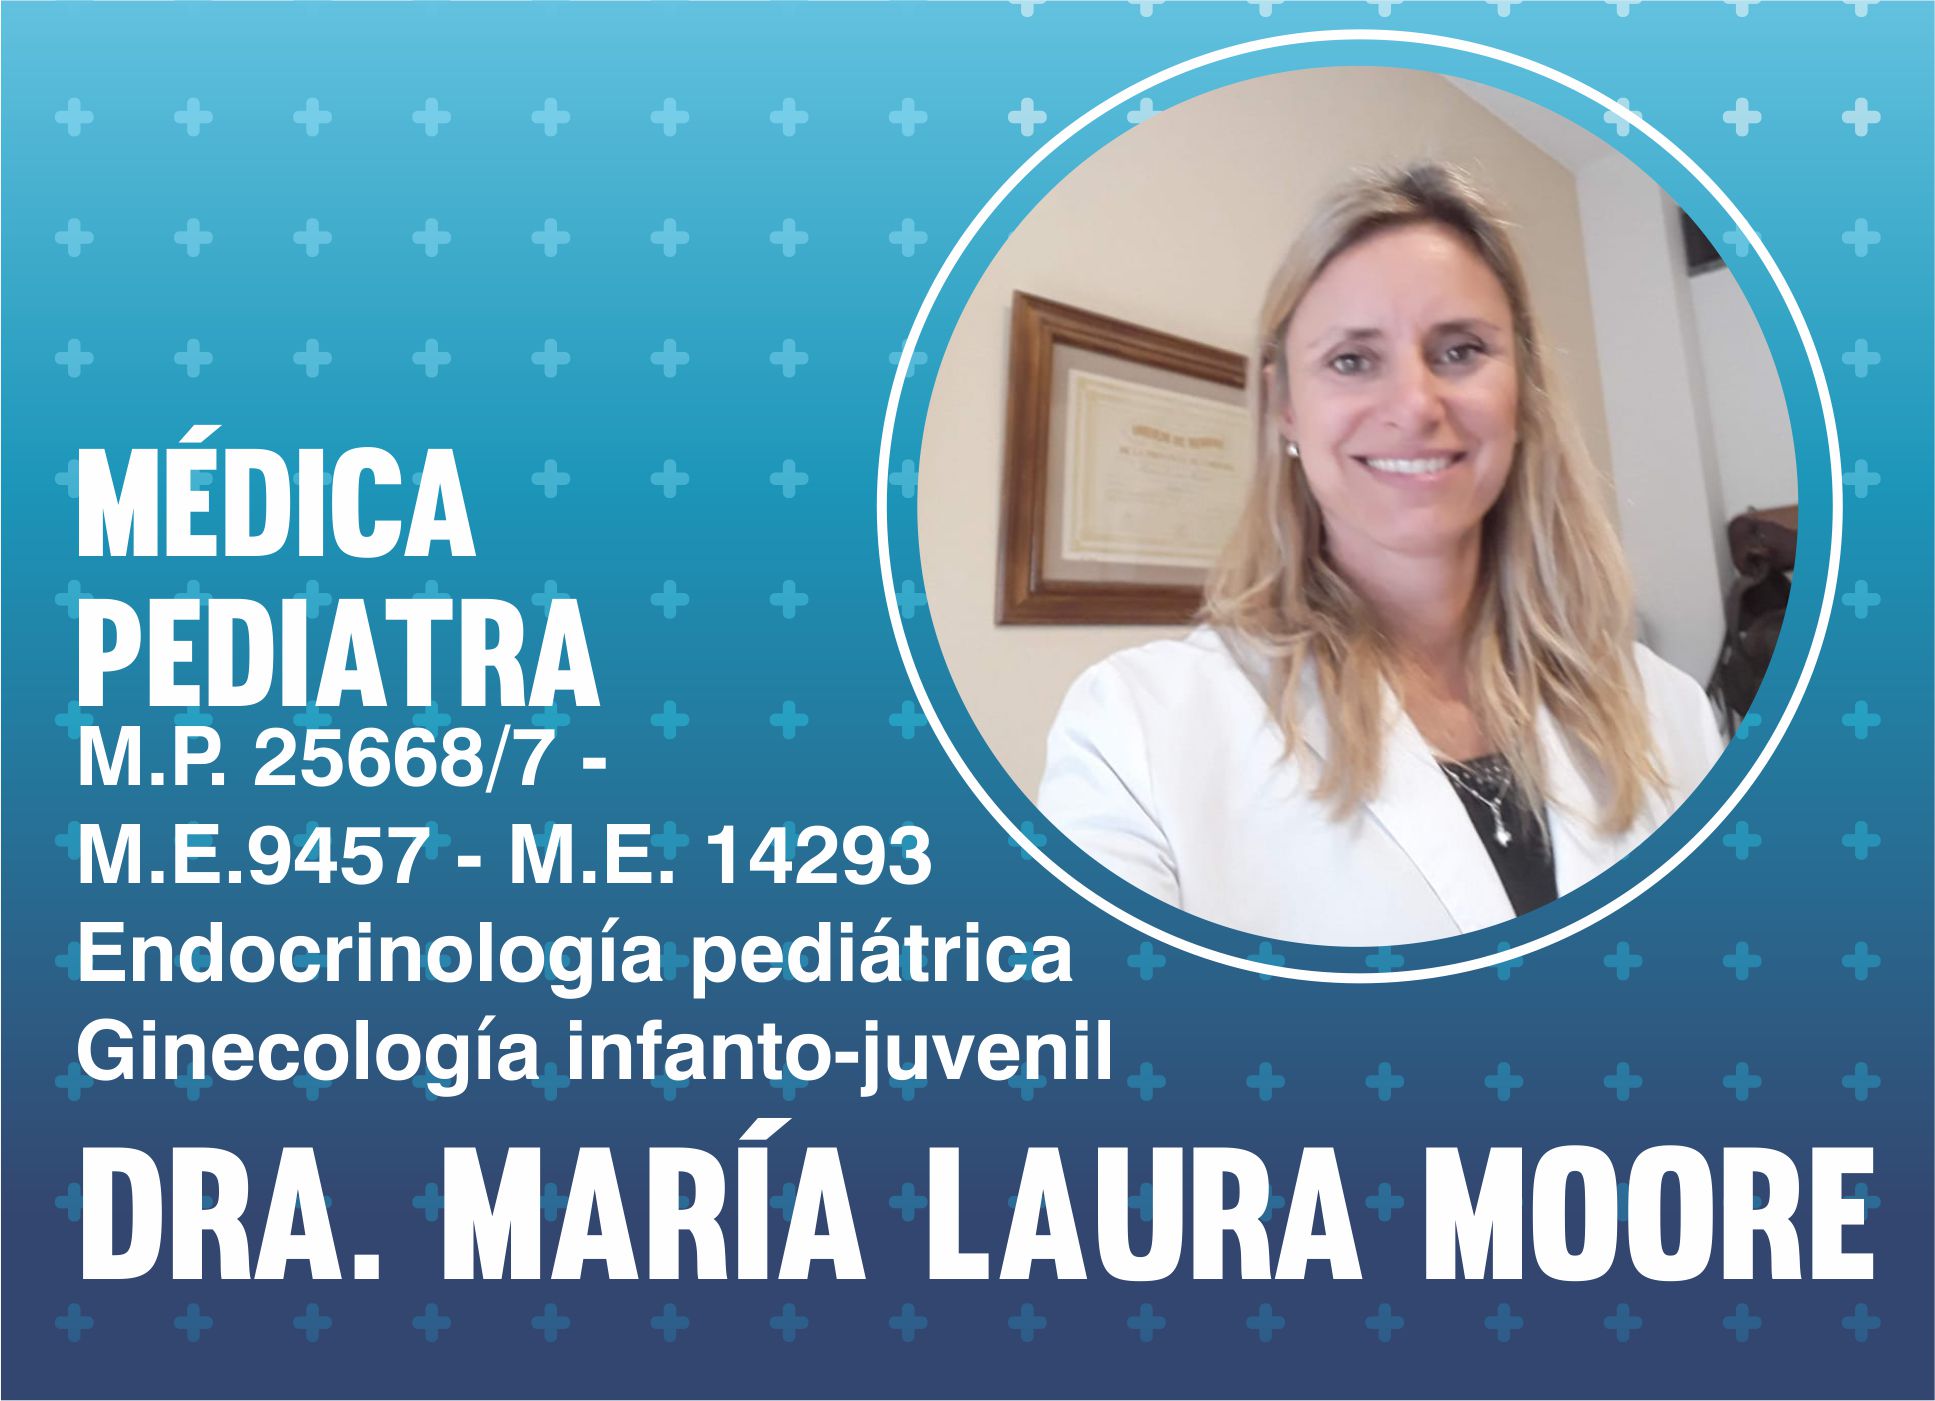 MÉDICA
PEDIATRA
M.P. 25668/7 -
M.E.9457 - M.E. 14293
Endocrinología pediátrica
Ginecología infanto-juvenil
DRA. MARÍA LAURA MOORE